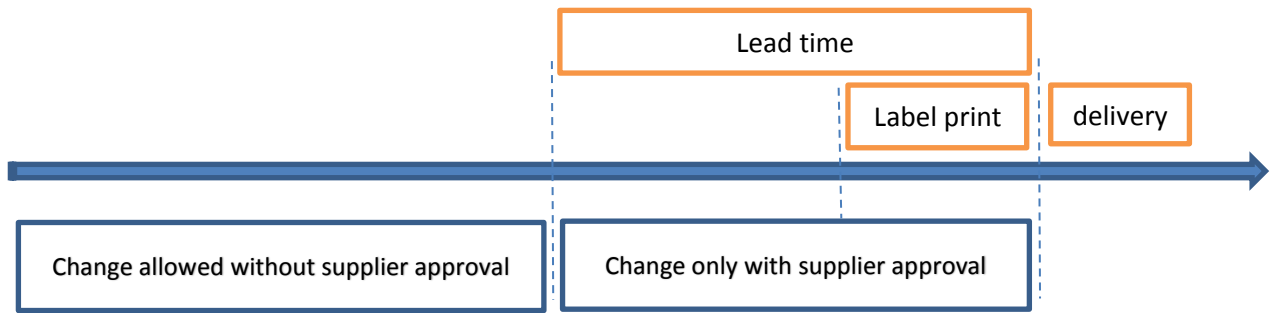 Lead time
Label print
delivery
Change allowed without supplier approval
Change only with supplier approval